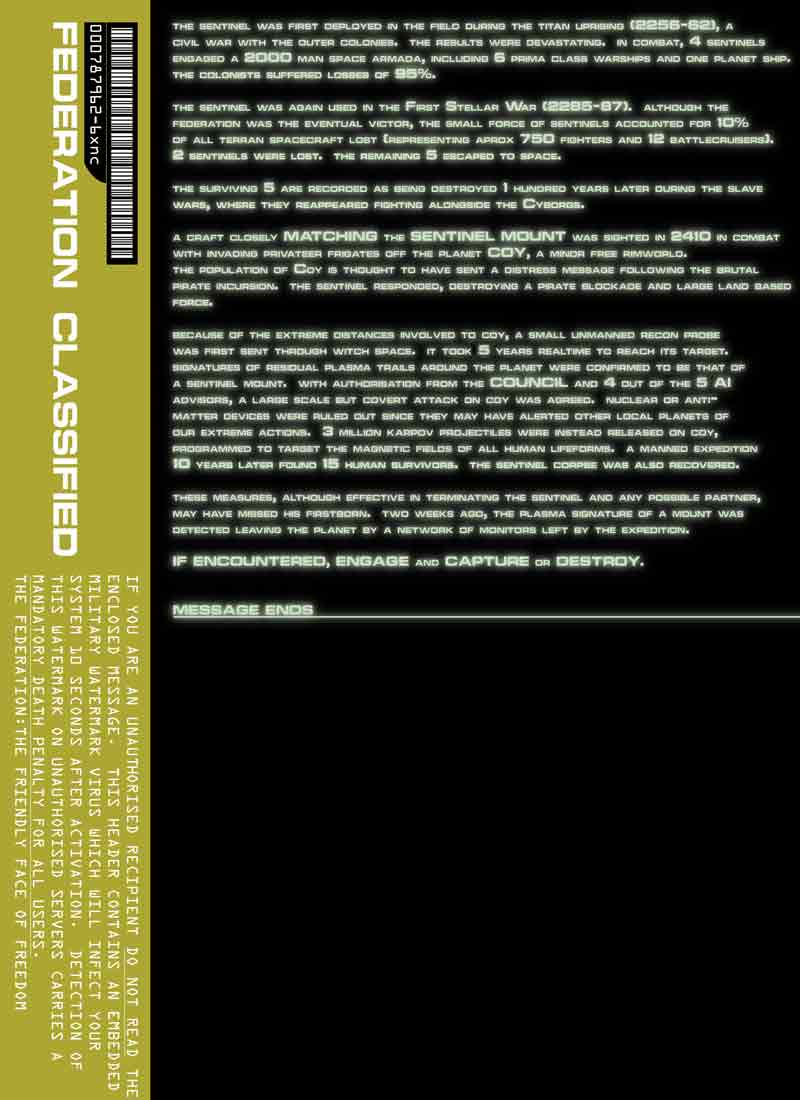 000787962-6xnc
FEDERATION CLASSIFIED
IF YOU ARE AN UNAUTHORISED RECIPIENT DO NOT READ THE
ENCLOSED MESSAGE. THIS HEADER CONTAINS AN EMBEDDED
MILITARY WATERMARK VIRUS WHICH WILL INFECT YOUR
SYSTEM 10 SECONDS AFTER ACTIVATION. DETECTION OF
THIS WATERMARK ON UNAUTHORISED SERVERS CARRIES A
MANDATORY DEATH PENALTY FOR ALL USERS.
THE FEDERATION:THE FRIENDLY FACE OF FREEDOM
the sentinel was first deployed in the field during the titan uprising (2256-62), a
civil war with the outer colonies. the results were devastating. in combat, 4 sentinels
engaged a 2000 man space armada, including 6 prima class warships and one planet ship.
the colonists suffered losses of 95%.
the sentinel was again used in the First Stellar War (2285-87). although the
federation was the eventual victor, the small force of sentinels accounted for 10%
of all terran spacecraft lost (representing aprox 750 fighters and 12 battlecruisers).
2 sentinels were lost. the remaining 5 escaped to space.
the surviving 5 are recorded as being destroyed 1 hundred years later during the slave
wars, where they reappeared fighting alongside the Cyborgs.
a craft closely MATCHING the SENTINEL MOUNT was sighted in 2410 in combat
with invading privateer frigates off the planet COY, a minor free rimworld.
the population of Coy is thought to have sent a distress message following the brutal
pirate incursion. the sentinel responded, destroying a pirate blockade and large land based
force.
because of the extreme distances involved to coy, a small unmanned recon probe
was first sent through witch space. it took 5 years realtime to reach its target.
signatures of residual plasma trails around the planet were confirmed to be that of
a sentinel mount. with authorisation from the COUNCIL and 4 out of the 5 AI
advisors, a large scale but covert attack on coy was agreed. nuclear or anti-
matter devices were ruled out since they may have alerted other local planets of
our extreme actions. 3 million karpov projectiles were instead released on coy,
programmed to target the magnetic fields of all human lifeforms. a manned expedition
10 years later found 15 human survivors. the sentinel corpse was also recovered.
these measures, although effective in terminating the sentinel and any possible partner,
may have missed his firstborn. two weeks ago, the plasma signature of a mount was
detected leaving the planet by a network of monitors left by the expedition.
IF ENCOUNTERED, ENGAGE and CAPTURE or DESTROY.
MESSAGE ENDS